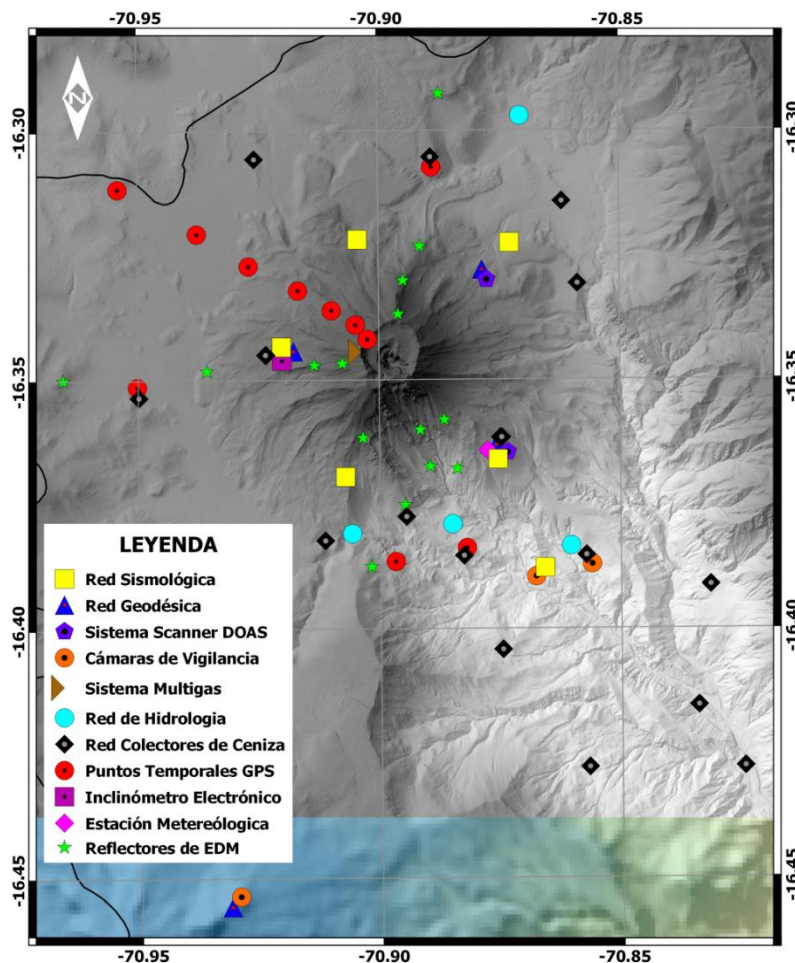 -70.95 -70.90 -70.85
-16.30 -16.30
-16.35 -16.35
-16.40 -16.40
-16.45 -16.45
N
LEYENDA
Red Sismológica
Red Geodésica
Sistema Scanner DOAS
Cámaras de Vigilancia
Sistema Multigas
Red de Hidrologia
Red Colectores de Ceniza
Puntos Temporales GPS
Inclinómetro Electrónico
Estación Metereólogica
Reflectores de EDM
-70.95 -70.90 -70.85